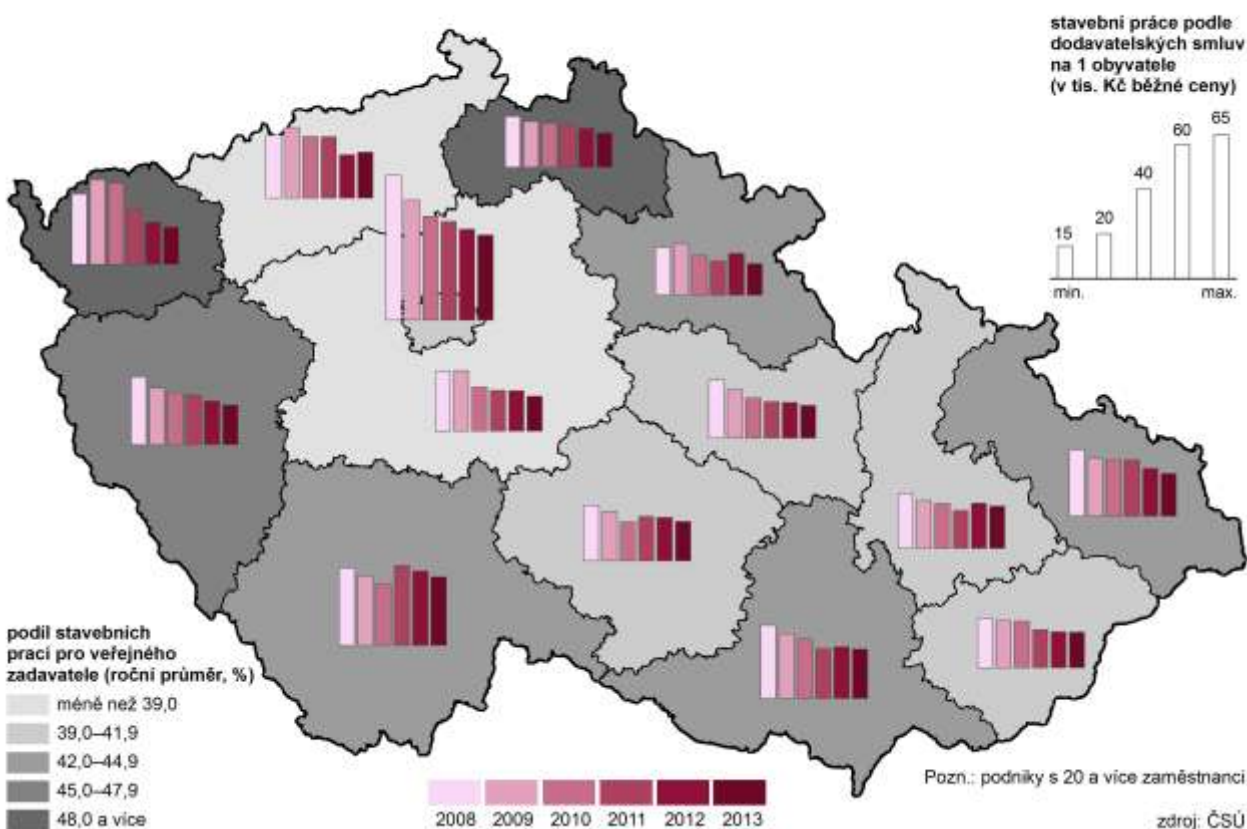 stavební práce podle
dodavatelských smluv
na 1 obyvatele
(v tis. Kč běžné ceny)
65
60
40
20
15
min.
max.
podíl stavebních
prací pro veřejného
zadavatele (roční průměr, %)
méně než 39,0
39,0–41,9
42,0–44,9
45,0–47,9
48,0 a více
2008 2009 2010 2011 2012 2013
Pozn.: podniky s 20 a více zaměstnanci
zdroj: ČSÚ